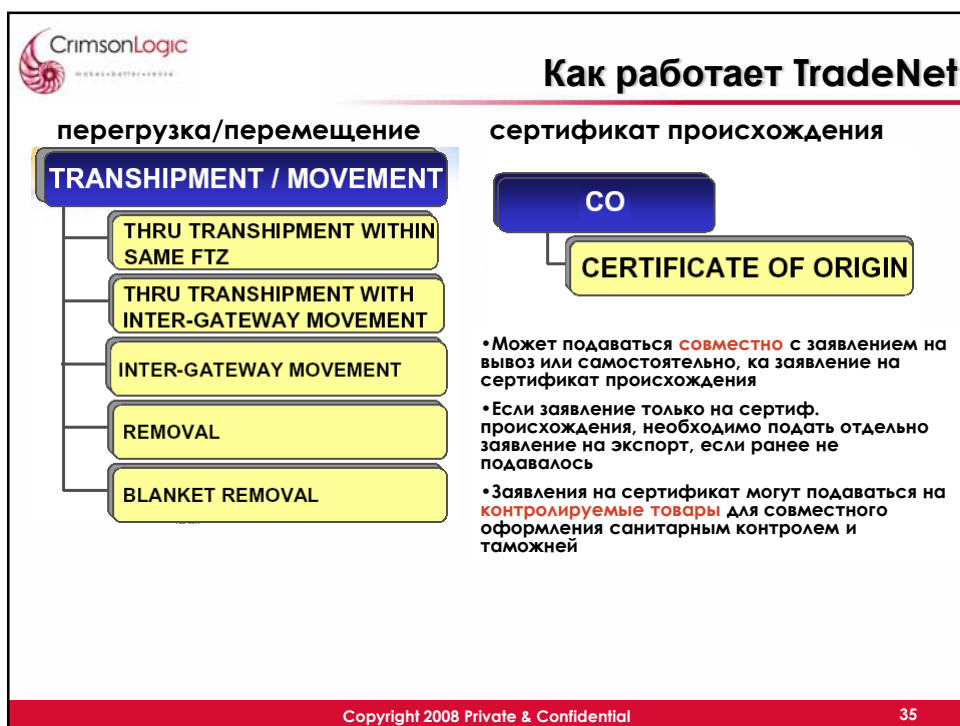 CrimsonLogic
makes•better•sense
Как работает TradeNet
перегрузка/перемещение
TRANSHIPMENT / MOVEMENT
THRU TRANSHIPMENT WITHIN
SAME FTZ
THRU TRANSHIPMENT WITH
INTER-GATEWAY MOVEMENT
INTER-GATEWAY MOVEMENT
REMOVAL
BLANKET REMOVAL
сертификат происхождения
CO
CERTIFICATE OF ORIGIN
•Может подаваться совместно с заявлением на
вывоз или самостоятельно, ка заявление на
сертификат происхождения
•Если заявление только на сертиф.
происхождения, необходимо подать отдельно
заявление на экспорт, если ранее не
подавалось
•Заявления на сертификат могут подаваться на
контролируемые товары для совместного
оформления санитарным контролем и
таможней
Copyright 2008 Private & Confidential
35